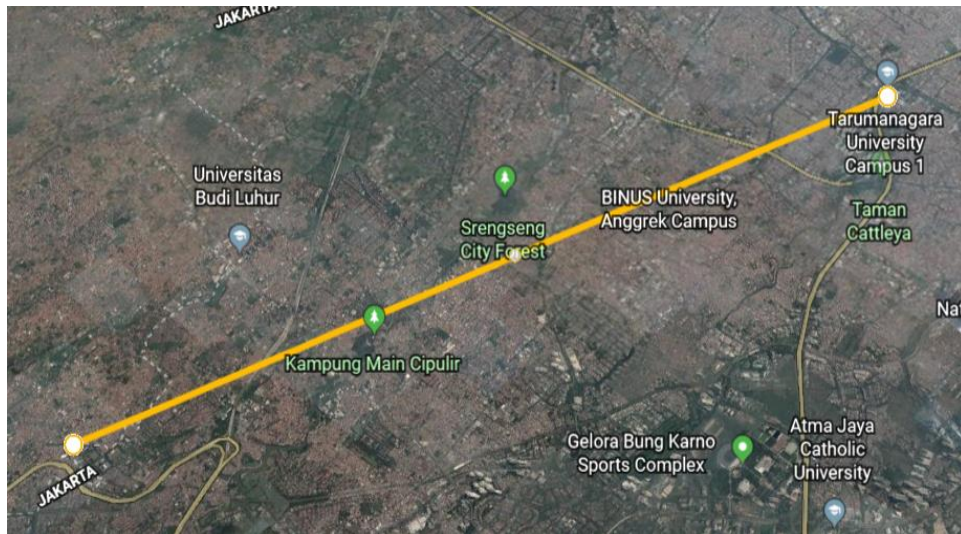 JAKARTA
Tarumanagara
University
Campus 1
Universitas
Budi Luhur
BINUS University,
Anggrek Campus
Srengseng
City Forest
Taman
Cattleya
Nat
Kampung Main Cipulir
Gelora Bung Karno
Sports Complex
Atma Jaya
Catholic
University
JAKARTA